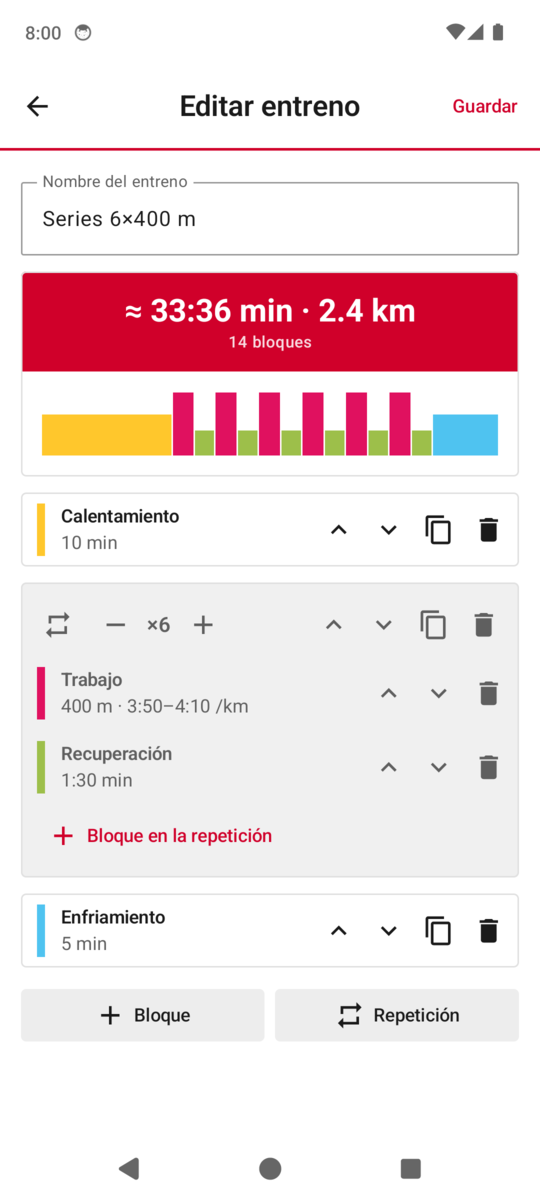 8:00
Editar entreno
Guardar
Nombre del entreno
Series 6×400 m
≈ 33:36 min · 2.4 km
14 bloques
Calentamiento
10 min
×6
Trabajo
400 m · 3:50–4:10 /km
Recuperación
1:30 min
Bloque en la repetición
Enfriamiento
5 min
Bloque
Repetición